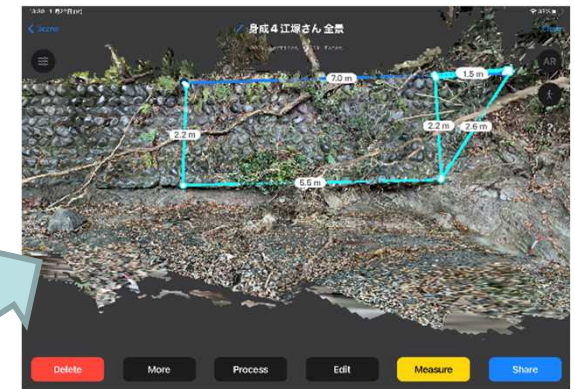 Scene
身成4江塚さん 全景
AR
7.0 m
1.5 m
2.2 m
2.2 m
2.6 m
5.5 m
?
Delete
More
Process
Edit
Measure
Share